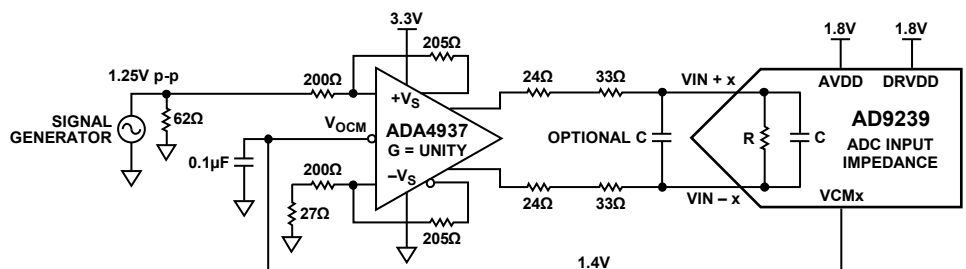 3.3V
205Ω
1.8V
1.8V
1.25V p-p
200Ω
24Ω
33Ω
VIN + x
AVDD
DRVDD
SIGNAL
GENERATOR
62Ω
+VS
VOCM
ADA4937
G = UNITY
OPTIONAL C
R
C
AD9239
ADC INPUT
IMPEDANCE
0.1µF
200Ω
–VS
27Ω
205Ω
24Ω
33Ω
VIN – x
VCMx
1.4V